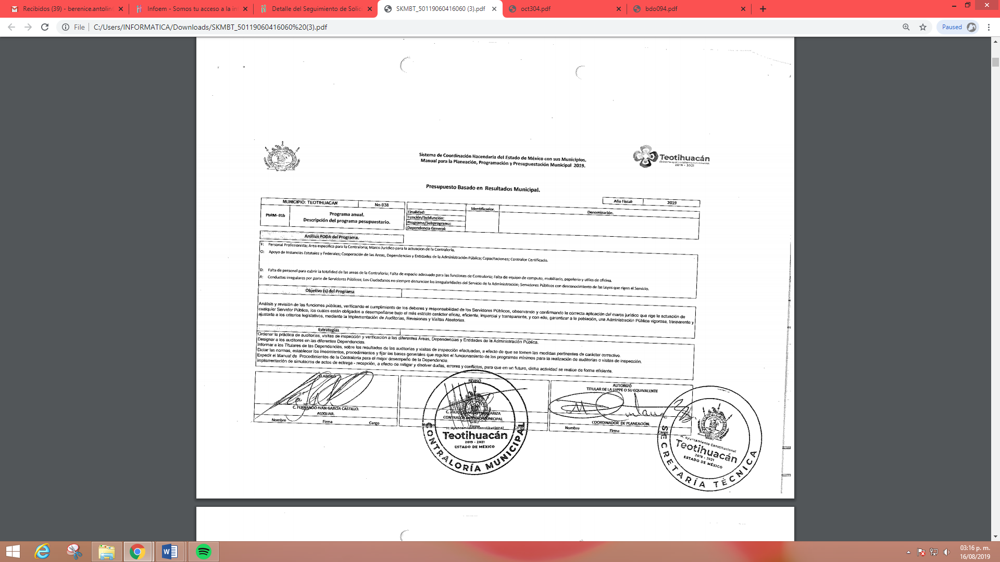 Recibidos (39) - berenice.antolin
Infoem - Somos tu acceso a la in
Detalle del Seguimiento de Solic
SKMBT_50119060416060 (3).pdf
oct304.pdf
bdo094.pdf
File
C:/Users/INFORMATICA/Downloads/SKMBT_50119060416060%20(3).pdf
Paused
Sistema de Coordinación Hacendaria del Estado de México con sus Municipios.
Manual para la Planeación, Programación y Presupuestación Municipal 2019.
Teotihuacán
2019 - 2021
Presupuesto Basado en Resultados Municipal.
MUNICIPIO: TEOTIHUACAN No.038
Año Fiscal: 2019
PbRM- 01b
Programa anual.
Descripción del programa pesupuestario.
Identificador. Denominación.
Finalidad:
Función/Subfunción:
Programa/Subprograma:
Dependencia General:
Análisis FODA del Programa.
F: Personal Profesionista; Área especifica para la Contraloría; Marco Jurídico para la actuacion de la Contraloría.
O: Apoyo de Instancias Estatales y Federales; Cooperación de las Areas, Dependencias y Entidades de la Administración Pública; Capacitaciones; Contralor Certificado.
D: Falta de personal para cubrir la totalidad de las areas de la Contraloria; Falta de espacio adecuado para las funciones de Contraloria; Falta de equipo de computo, mobiliario, papeleria y utiles de oficina.
A: Conductas irregulares por parte de Servidores Públicos; Los Ciudadanos no siempre denuncian las irregularidades del Servicio de la Administración; Servidores Públicos con desconocimiento de las Leyes que rigen el Servicio.
Objetivo (s) del Programa
Análisis y revisión de las funciones públicas, verificando el cumplimiento de los deberes y responsabilidad de los Servidores Públicos, observando y confirmando la correcta aplicación del marco jurídico que rige la actuación de
cualquier Servidor Público, los cuales están obligados a desempeñarse bajo el más estricto carácter eficaz, eficiente, imparcial y transparente, y con ello, garantizar a la población, una Administración Pública vigorosa, trasparente y
ajustada a los criterios legislativos, mediante la implementación de Auditorías, Revisiones y Visitas Aleatorias.
Estrategias
Ordenar la práctica de auditorías, visitas de inspección y verificación a las diferentes Áreas, Dependencias y Entidades de la Administración Pública.
Designar a los auditores en las diferentes Dependencias.
Informar a los Titulares de las Dependencias, sobre los resultados de las auditorías y visitas de inspección efectuadas, a efecto de que se tomen las medidas pertinentes de carácter correctivo.
Dictar las normas, establecer los lineamientos, procedimientos y fijar las bases generales que regulen el funcionamiento de los programas mínimos para la realización de auditorias o visitas de inspección.
Expedir el Manual de Procedimientos de la Contraloría para el mejor desempeño de la Dependencia.
Implementación de simulacros de actos de ectrega - recepción, a efecto de mitigar y disolver dudas, errores y conflictos, para que en un futuro, dicha actividad se realice de forma eficiente.
ELABORÓ
C. FERNANDO IVÁN GARCÍA CASTILLO.
AUXILIAR.
Nombre Firma Cargo
REVISÓ
CONTRALOR INTERNO MUNICIPAL
Nombre Firma Cargo
AUTORIZÓ
TITULAR DE LA UIPPE O SU EQUIVALENTE
COORDINADOR DE PLANEACIÓN.
Nombre Firma Cargo
H. Ayuntamiento Constitucional
Teotihuacán
2019 - 2021
ESTADO DE MÉXICO
CONTRALORÍA MUNICIPAL
H. Ayuntamiento Constitucional
Teotihuacán
2019 - 2021
ESTADO DE MÉXICO
SECRETARÍA TÉCNICA
03:16 p. m.
16/08/2019